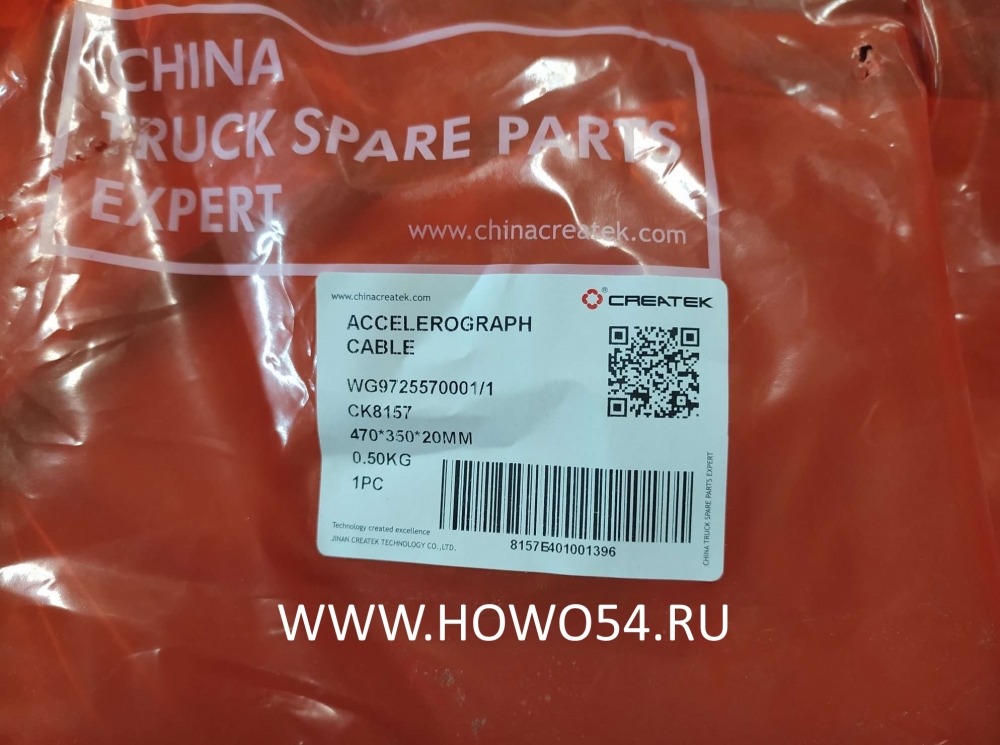 CHINA
TRUCK SPARE PARTS
EXPERT
www.chinacreatek.com
www.chinacreatek.com
CREATEK
ACCELEROGRAPH
CABLE
WG9725570001/1
CK8157
470*350*20MM
0.50KG
1PC
Technology created excellence
JINAN CREATEK TECHNOLOGY CO.,LTD.
8157E401001396
CHINA TRUCK SPARE PARTS EXPERT
WWW.HOWO54.RU